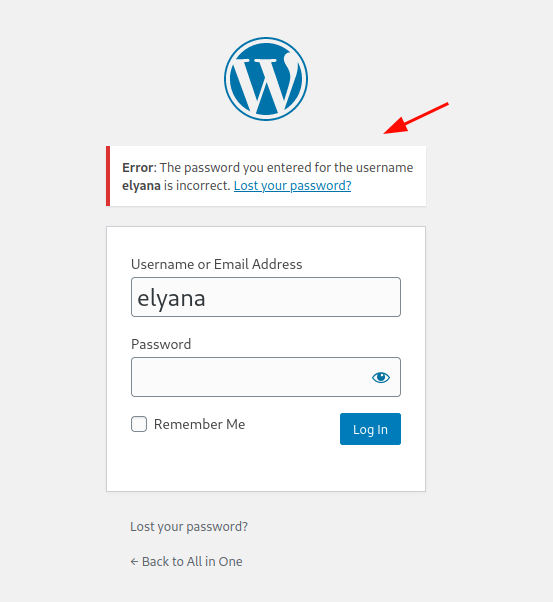 Error: The password you entered for the username
elyana is incorrect. Lost your password?
Username or Email Address
elyana
Password
Remember Me
Log In
Lost your password?
← Back to All in One